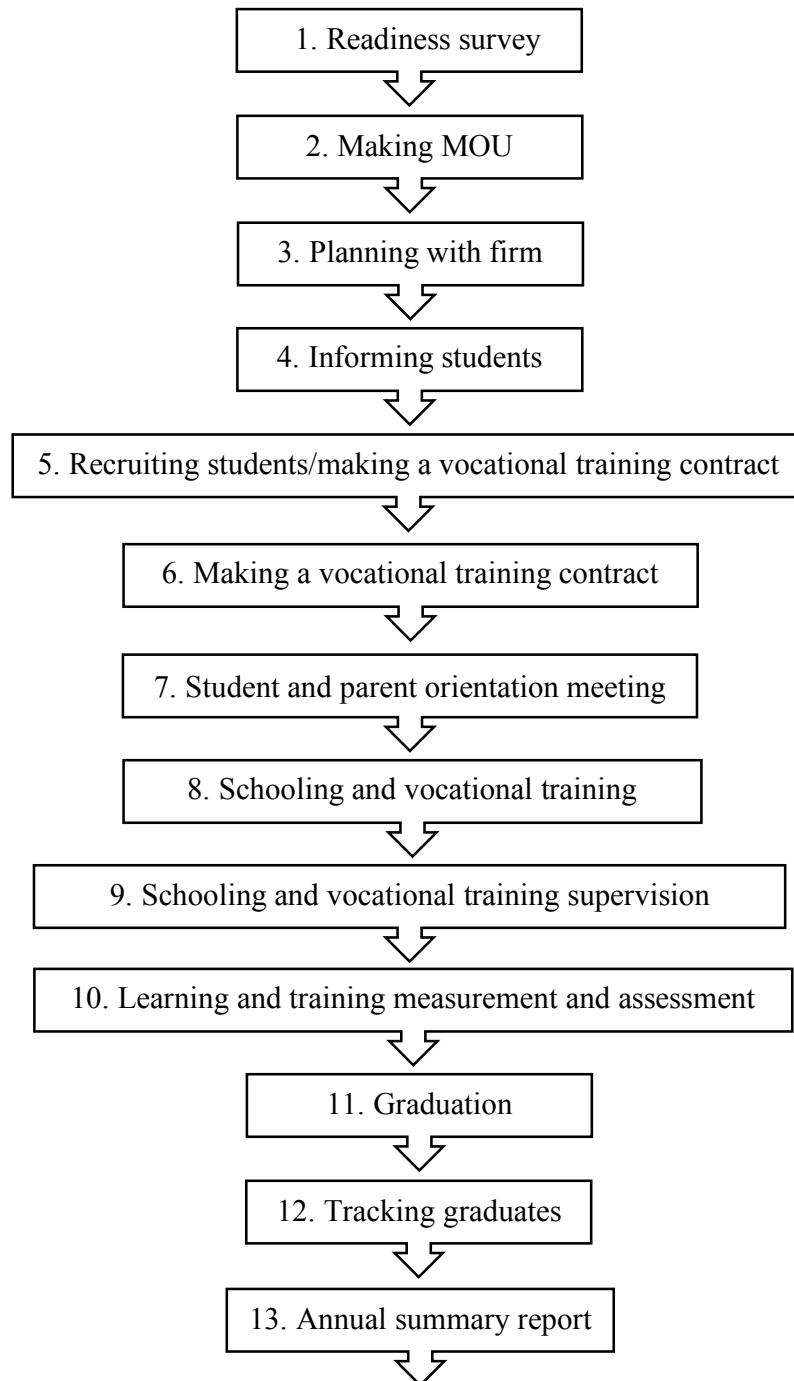 1. Readiness survey
2. Making MOU
3. Planning with firm
4. Informing students
5. Recruiting students/making a vocational training contract
6. Making a vocational training contract
7. Student and parent orientation meeting
8. Schooling and vocational training
9. Schooling and vocational training supervision
10. Learning and training measurement and assessment
11. Graduation
12. Tracking graduates
13. Annual summary report